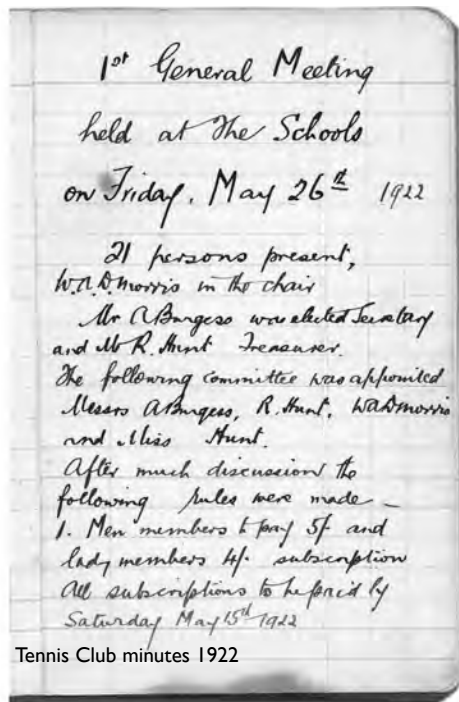 1st General Meeting
held at The Schools
on Friday, May 26th 1922
21 persons present,
W.A.D. Morris in the chair
Mr A Burgess was elected Secretary
and Mr R. Hunt Treasurer.
The following committee was appointed
Messrs A Burgess, R. Hunt, WADMorris
and Miss Hunt.
After much discussion the
following rules were made –
1. Men members to pay 5/- and
lady members 4/- subscription
All subscriptions to be paid by
Saturday May 15th 1922
Tennis Club minutes 1922